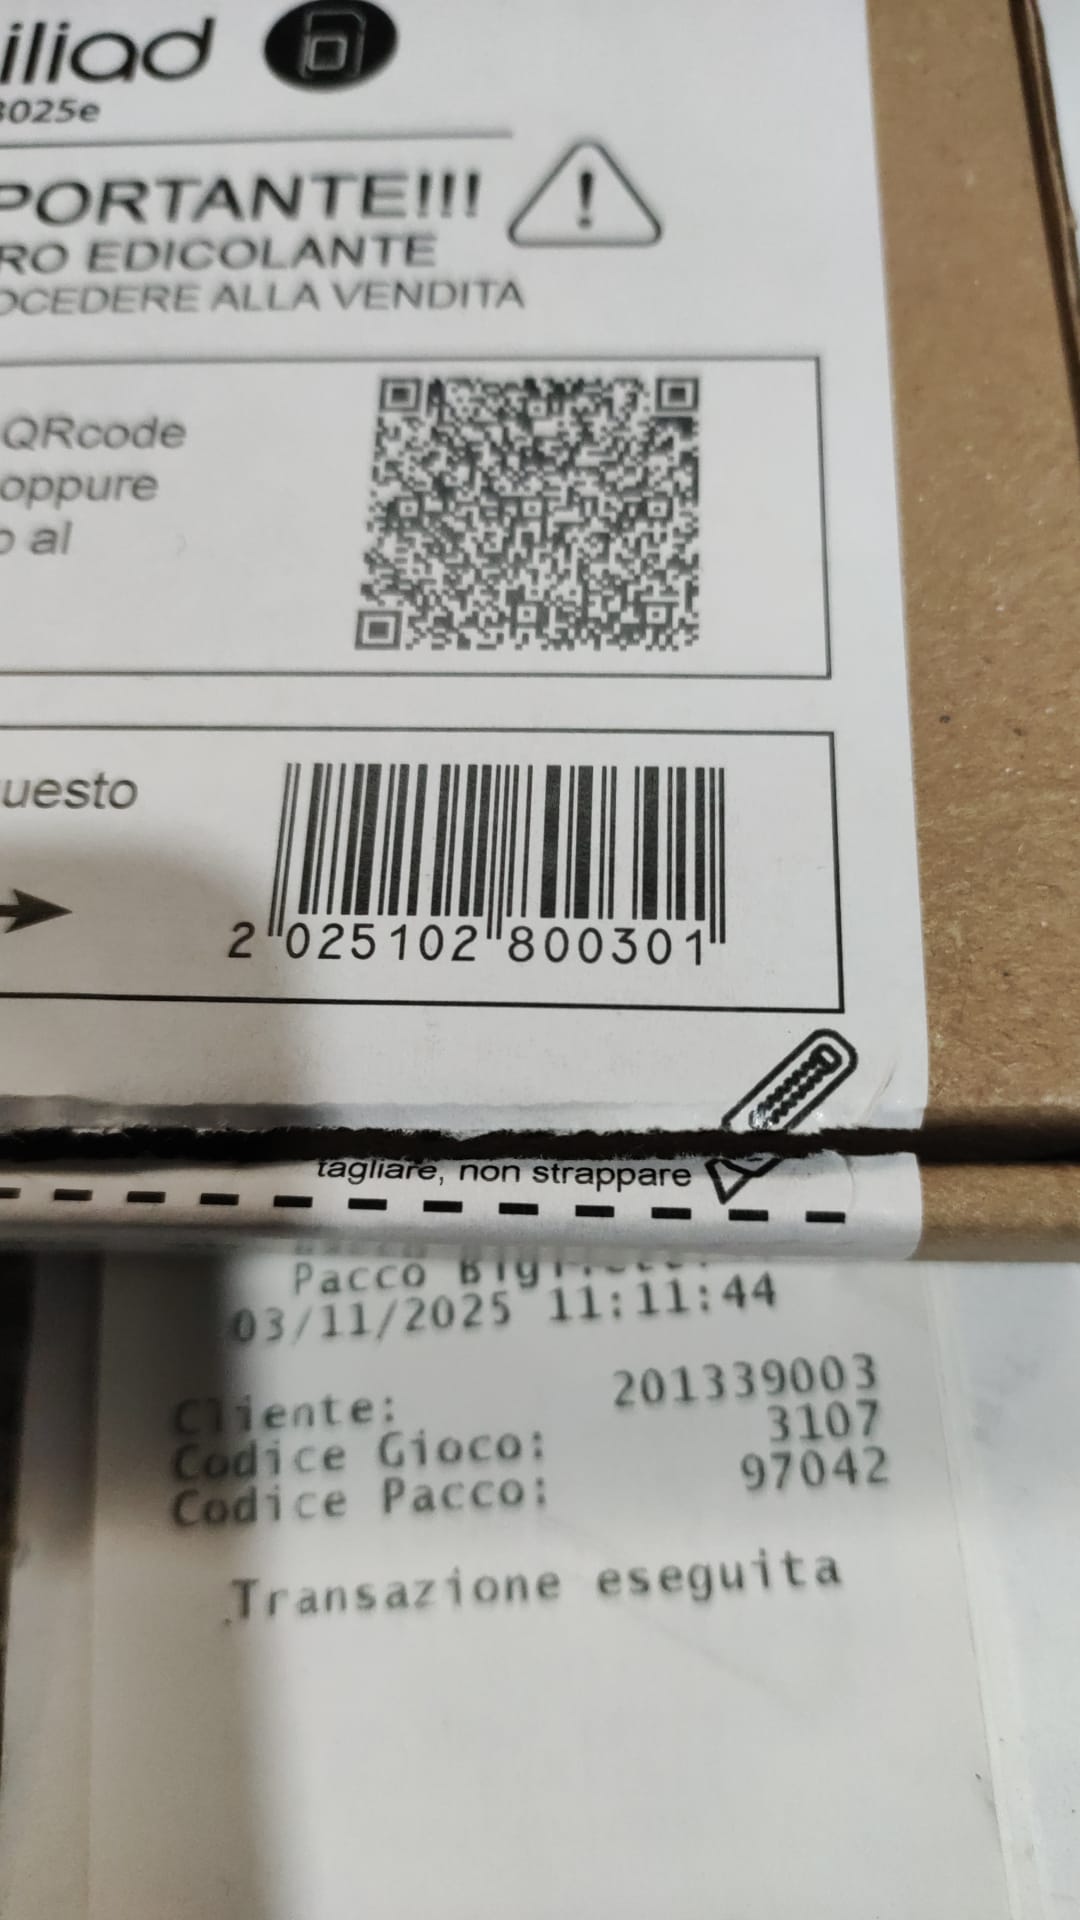 iliad
3025e
PORTANTE!!!
RO EDICOLANTE
OCEDERE ALLA VENDITA
QRcode
oppure
o al
uesto
2 025102 800301
tagliare, non strappare
Pacco
03/11/2025 11:11:44
Cliente: 201339003
Codice Gioco: 3107
Codice Pacco: 97042
Transazione eseguita